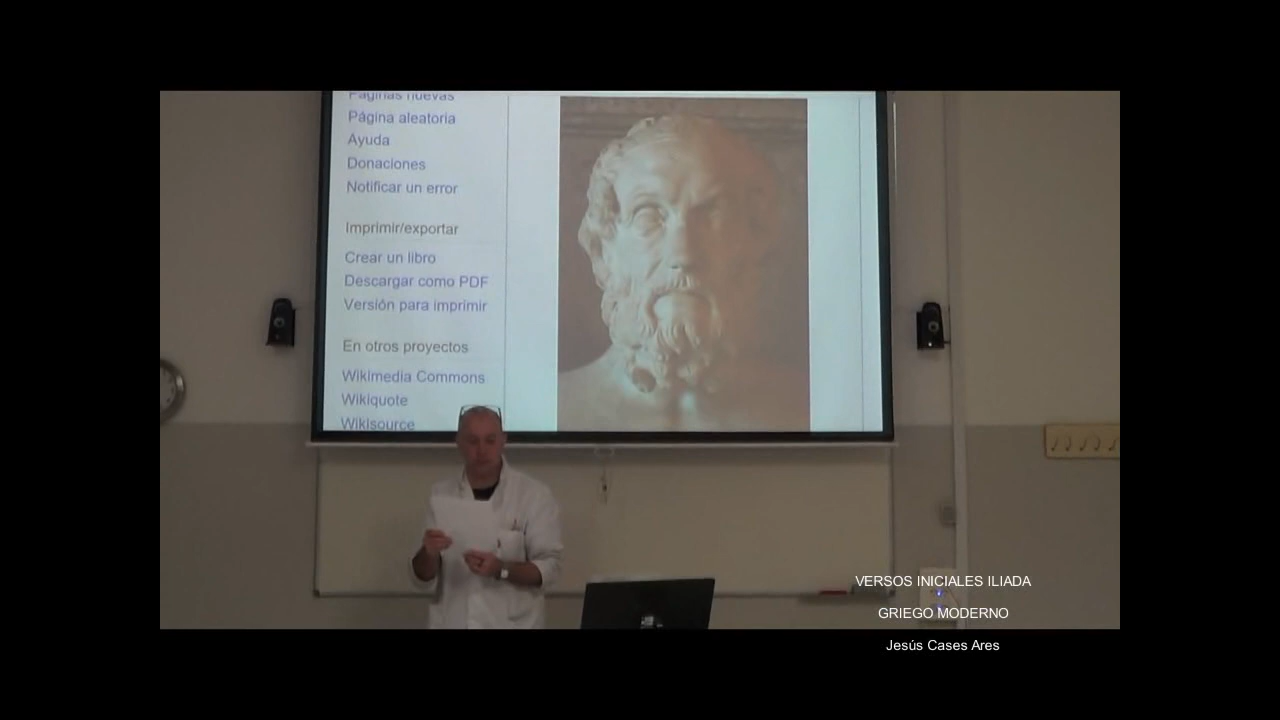 Páginas nuevas
Página aleatoria
Ayuda
Donaciones
Notificar un error
Imprimir/exportar
Crear un libro
Descargar como PDF
Versión para imprimir
En otros proyectos
Wikimedia Commons
Wikiquote
Wikisource
VERSOS INICIALES ILIADA
GRIEGO MODERNO
Jesús Cases Ares